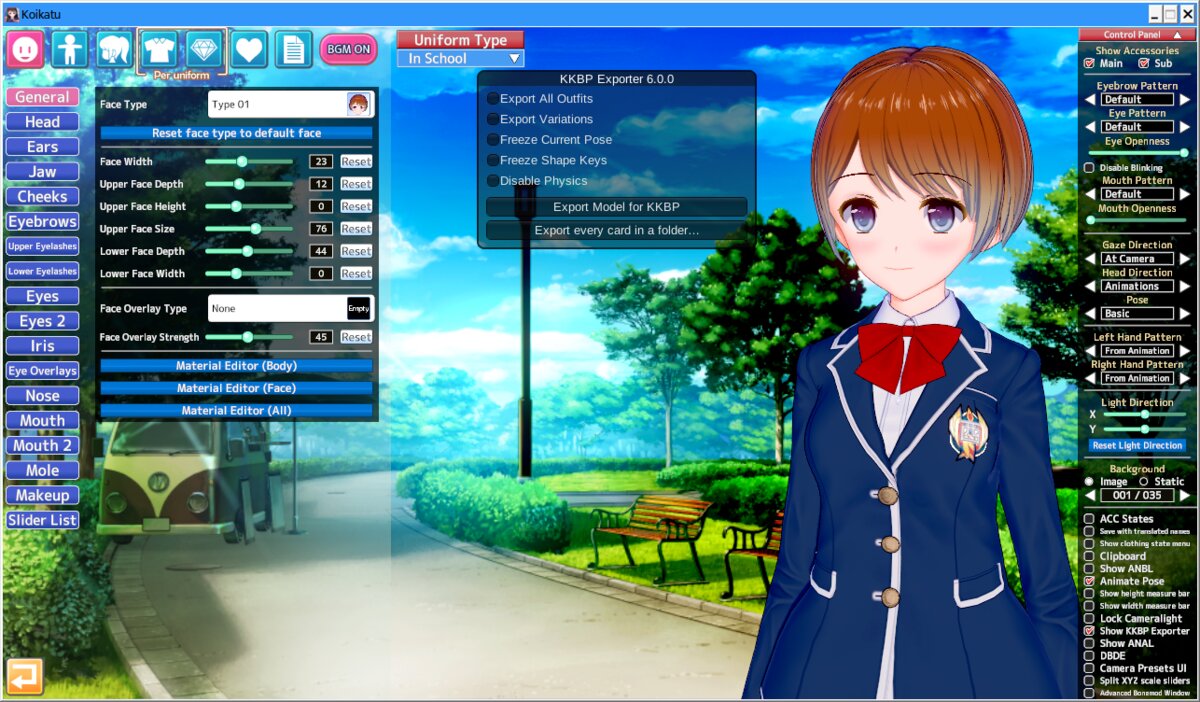 Koikatu
BGM ON
Per uniform
Uniform Type
In School
General
Head
Ears
Jaw
Cheeks
Eyebrows
Upper Eyelashes
Lower Eyelashes
Eyes
Eyes 2
Iris
Eye Overlays
Nose
Mouth
Mouth 2
Mole
Makeup
Slider List
Face Type Type 01
Reset face type to default face
Face Width 23 Reset
Upper Face Depth 12 Reset
Upper Face Height 0 Reset
Upper Face Size 76 Reset
Lower Face Depth 44 Reset
Lower Face Width 0 Reset
Face Overlay Type None Empty
Face Overlay Strength 45 Reset
Material Editor (Body)
Material Editor (Face)
Material Editor (All)
KKBP Exporter 6.0.0
Export All Outfits
Export Variations
Freeze Current Pose
Freeze Shape Keys
Disable Physics
Export Model for KKBP
Export every card in a folder...
Control Panel
Show Accessories
Main Sub
Eyebrow Pattern
Default
Eye Pattern
Default
Eye Openness
Disable Blinking
Mouth Pattern
Default
Mouth Openness
Gaze Direction
At Camera
Head Direction
Animations
Pose
Basic
Left Hand Pattern
From Animation
Right Hand Pattern
From Animation
Light Direction
X
Y
Reset Light Direction
Background
Image Static
001 / 035
ACC States
Save with translated names
Show clothing state menu
Clipboard
Show ANBL
Animate Pose
Show height measure bar
Show width measure bar
Lock Cameralight
Show KKBP Exporter
Show ANAL
DBDE
Camera Presets UI
Split XYZ scale sliders
Advanced Bonemod Window